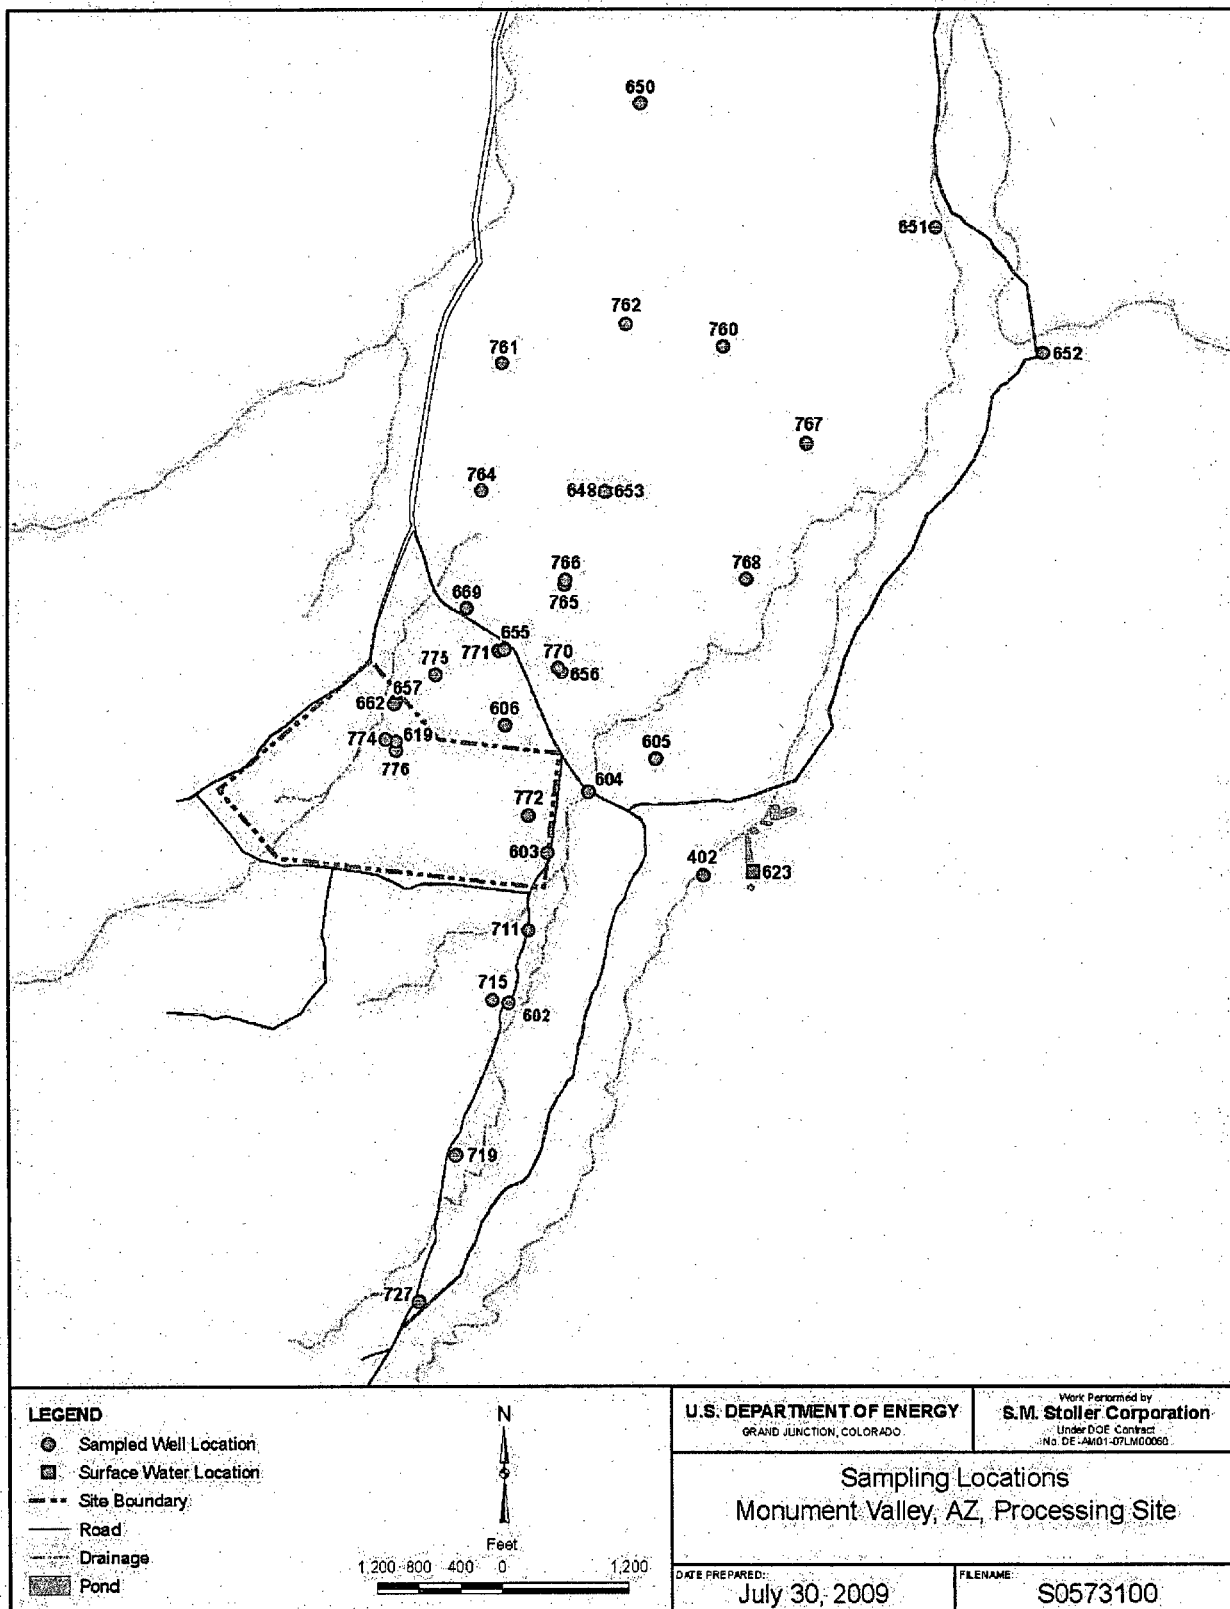 650
651
762
760
761
652
767
764
648 653
766
768
765
669
655
771
770
775
656
657
662
606
774 619
605
776
604
772
603
402
623
711
715
602
719
727
LEGEND
Sampled Well Location
Surface Water Location
Site Boundary
Road
Drainage
Pond
N
Feet
1,200 800 400 0 1,200
U.S. DEPARTMENT OF ENERGY
GRAND JUNCTION, COLORADO
Work Performed by
S.M. Stoller Corporation
Under DOE Contract
No. DE-AM01-07LM00060
Sampling Locations
Monument Valley, AZ, Processing Site
DATE PREPARED:
July 30, 2009
FILENAME:
S0573100